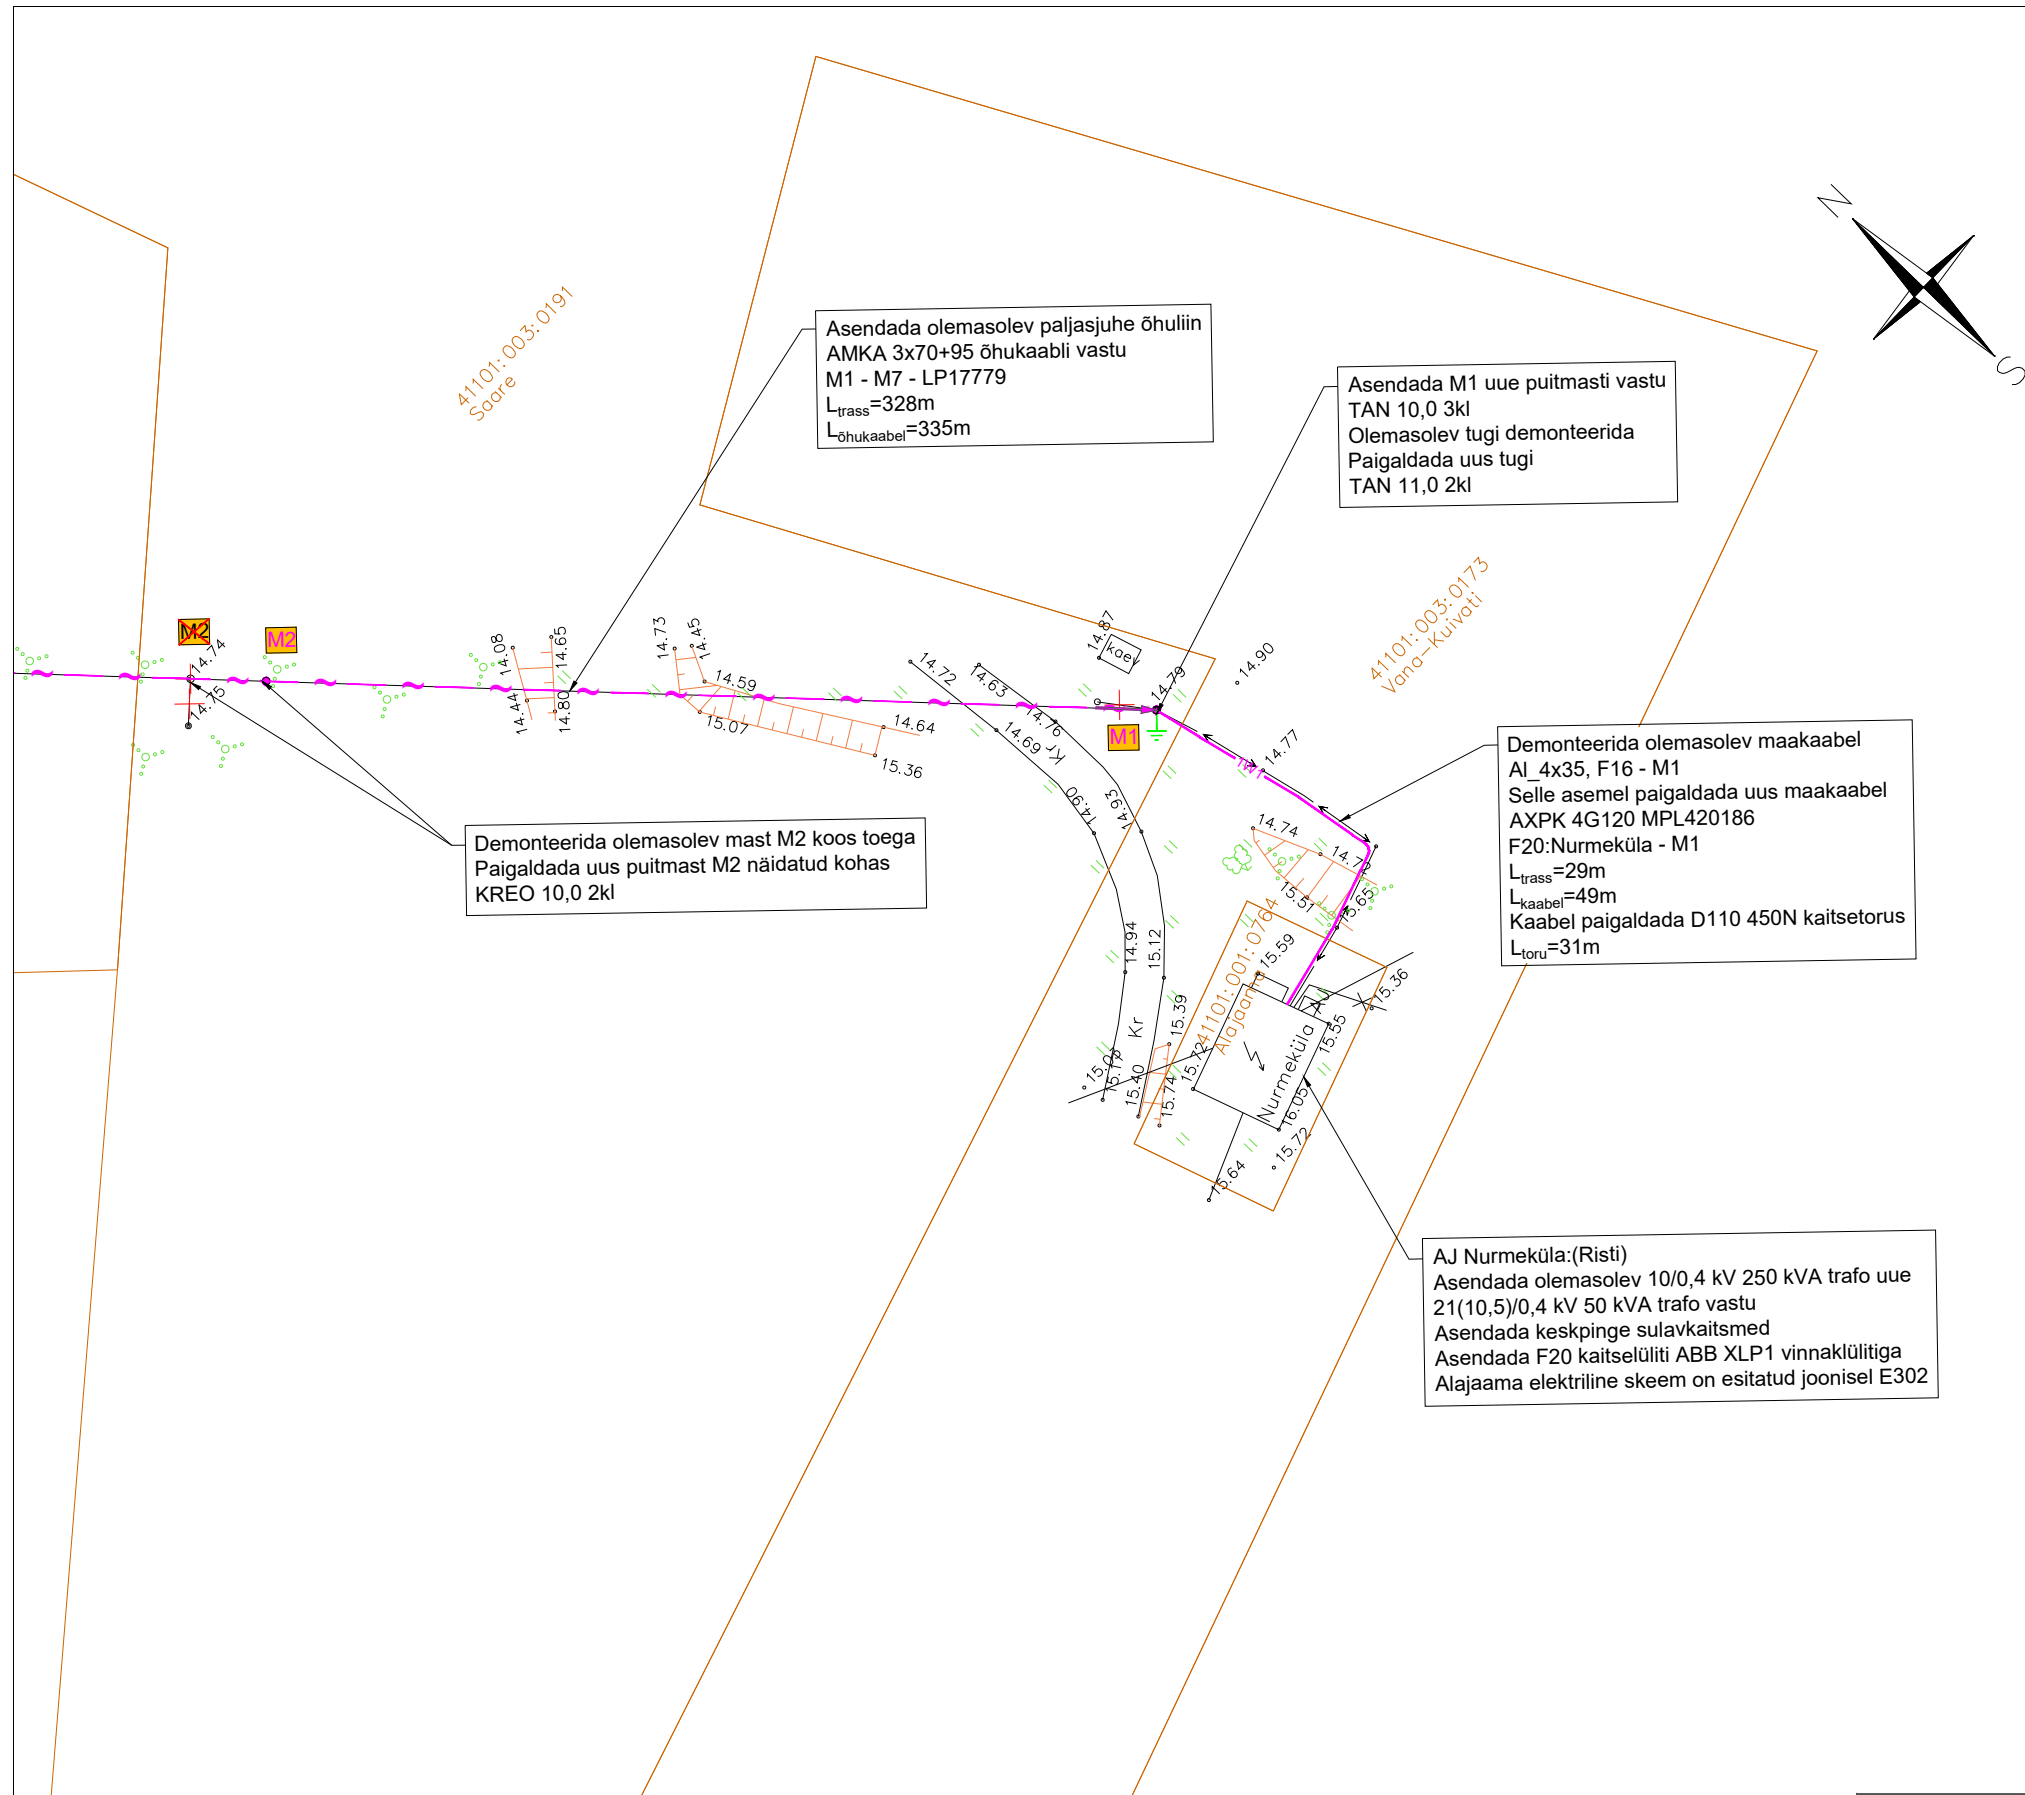 N
S
41101: 003: 0191
Saare
Asendada olemasolev paljasjuhe õhuliin
AMKA 3x70+95 õhukaabli vastu
M1 - M7 - LP17779
Ltrass=328m
Lõhukaabel=335m
Asendada M1 uue puitmasti vastu
TAN 10,0 3kl
Olemasolev tugi demonteerida
Paigaldada uus tugi
TAN 11,0 2kl
41101: 003: 0173
Vana-Kuivati
M2
M2
14.74
14.75
14.08
14.65
14.44
14.80
14.73
14.45
14.59
15.07
14.64
15.36
14.72
14.63
14.76
14.69
Kr
14.90
14.93
14.87
kaev
14.79
14.90
M1
14.77
1W1
Demonteerida olemasolev maakaabel
Al_4x35, F16 - M1
Selle asemel paigaldada uus maakaabel
AXPK 4G120 MPL420186
F20:Nurmeküla - M1
Ltrass=29m
Lkaabel=49m
Kaabel paigaldada D110 450N kaitsetorus
Ltoru=31m
Demonteerida olemasolev mast M2 koos toega
Paigaldada uus puitmast M2 näidatud kohas
KREO 10,0 2kl
14.74
14.72
15.51
15.65
14.94
15.12
15.59
41101: 001: 0764
Alajaama
15.36
15.39
Kr
15.17
15.40
15.74
15.72
Nurmeküla AJ
15.55
16.05
15.72
15.64
AJ Nurmeküla:(Risti)
Asendada olemasolev 10/0,4 kV 250 kVA trafo uue
21(10,5)/0,4 kV 50 kVA trafo vastu
Asendada keskpinge sulavkaitsmed
Asendada F20 kaitselüliti ABB XLP1 vinnaklülitiga
Alajaama elektriline skeem on esitatud joonisel E302